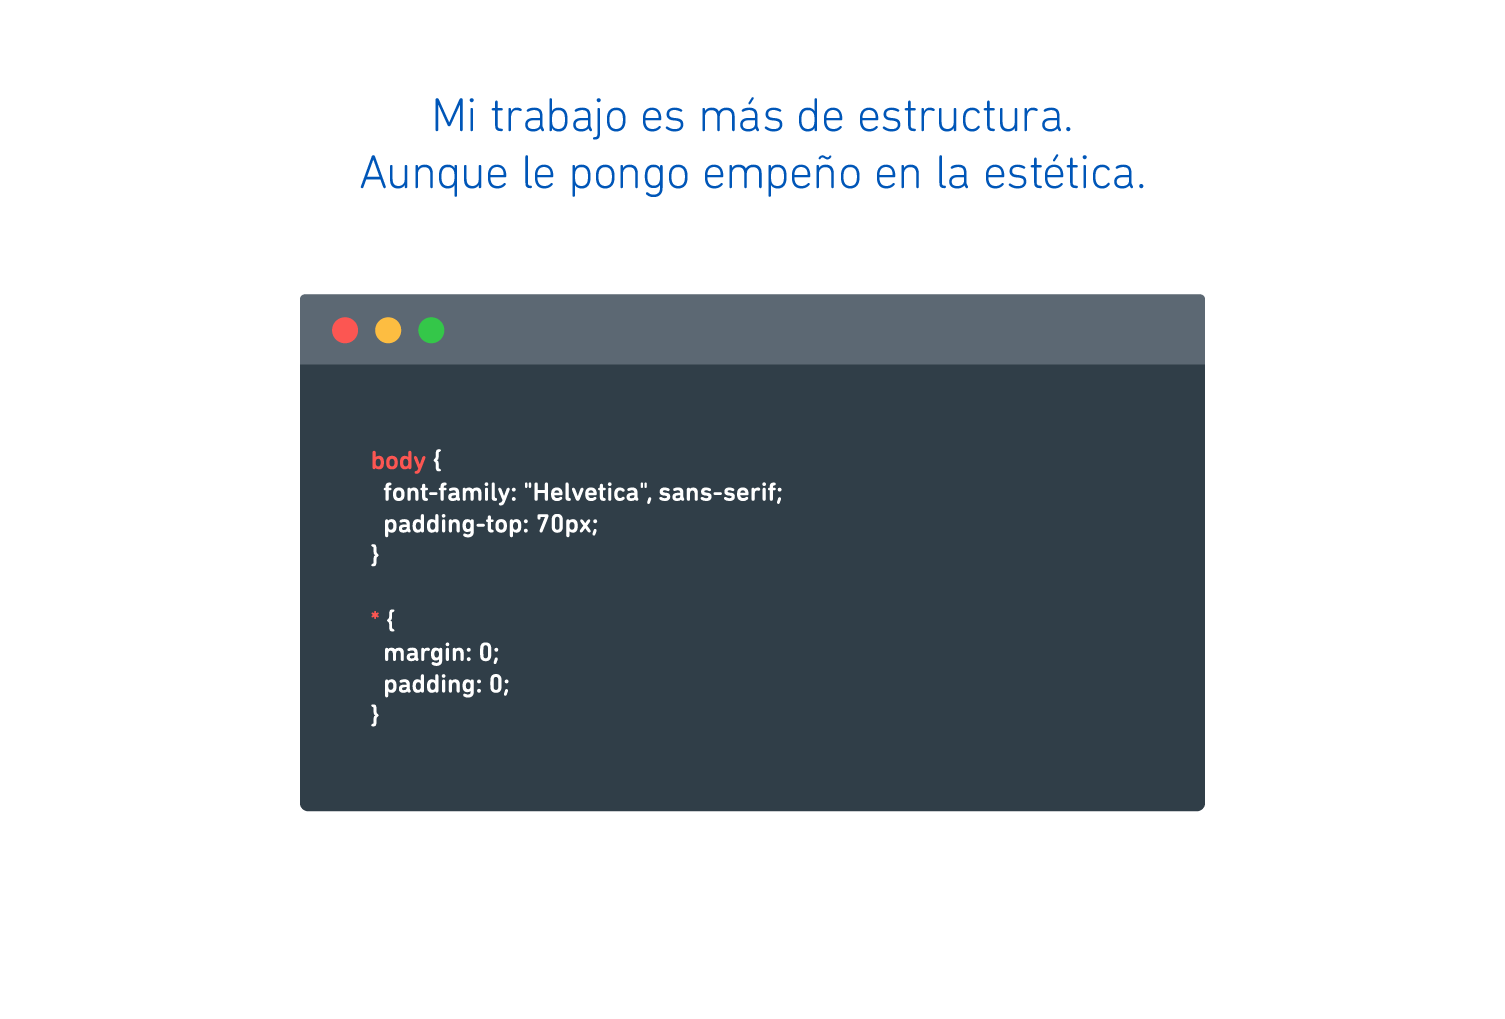 Mi trabajo es más de estructura.
Aunque le pongo empeño en la estética.
body {
font-family: "Helvetica", sans-serif;
padding-top: 70px;
}
* {
margin: 0;
padding: 0;
}